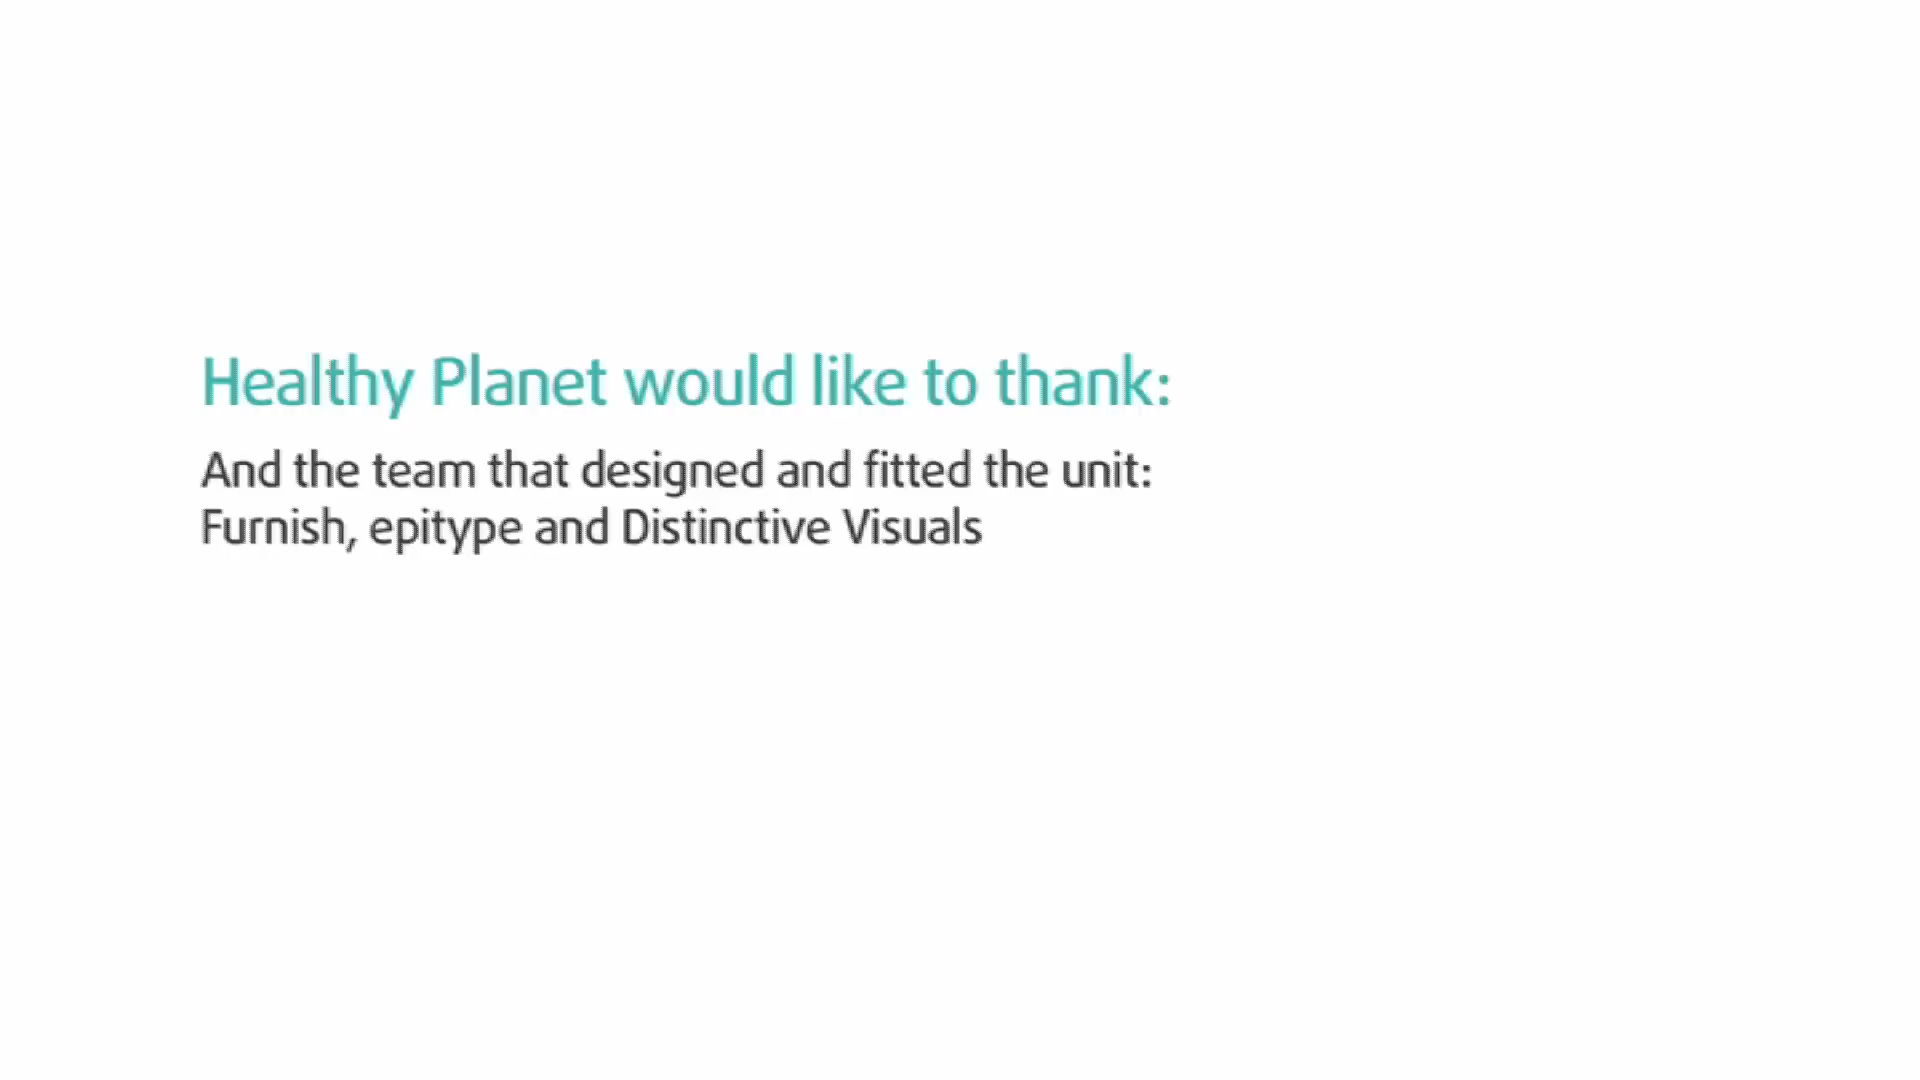 Healthy Planet would like to thank:
And the team that designed and fitted the unit:
Furnish, epitype and Distinctive Visuals